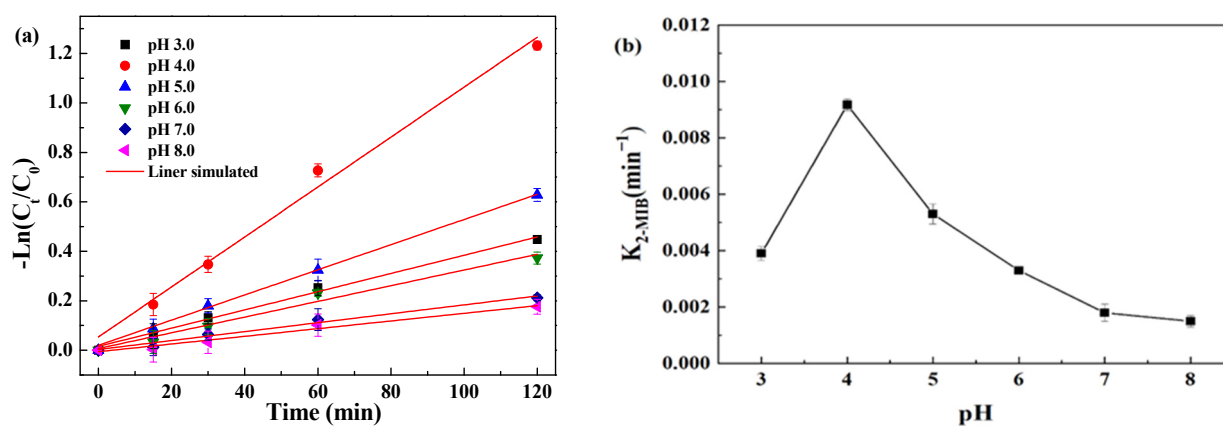 (a)
pH 3.0
pH 4.0
pH 5.0
pH 6.0
pH 7.0
pH 8.0
Liner simulated
-Ln(Ct/C0)
1.2
1.0
0.8
0.6
0.4
0.2
0.0
0 20 40 60 80 100 120
Time (min)
(b)
K2-MIB(min−1)
0.012
0.010
0.008
0.006
0.004
0.002
0.000
3 4 5 6 7 8
pH